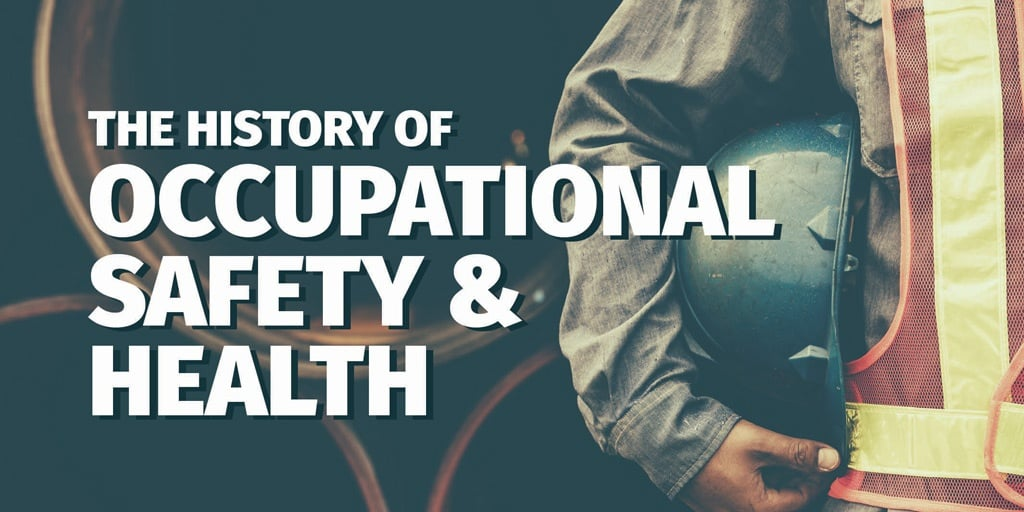 THE HISTORY OF
OCCUPATIONAL
SAFETY &
HEALTH